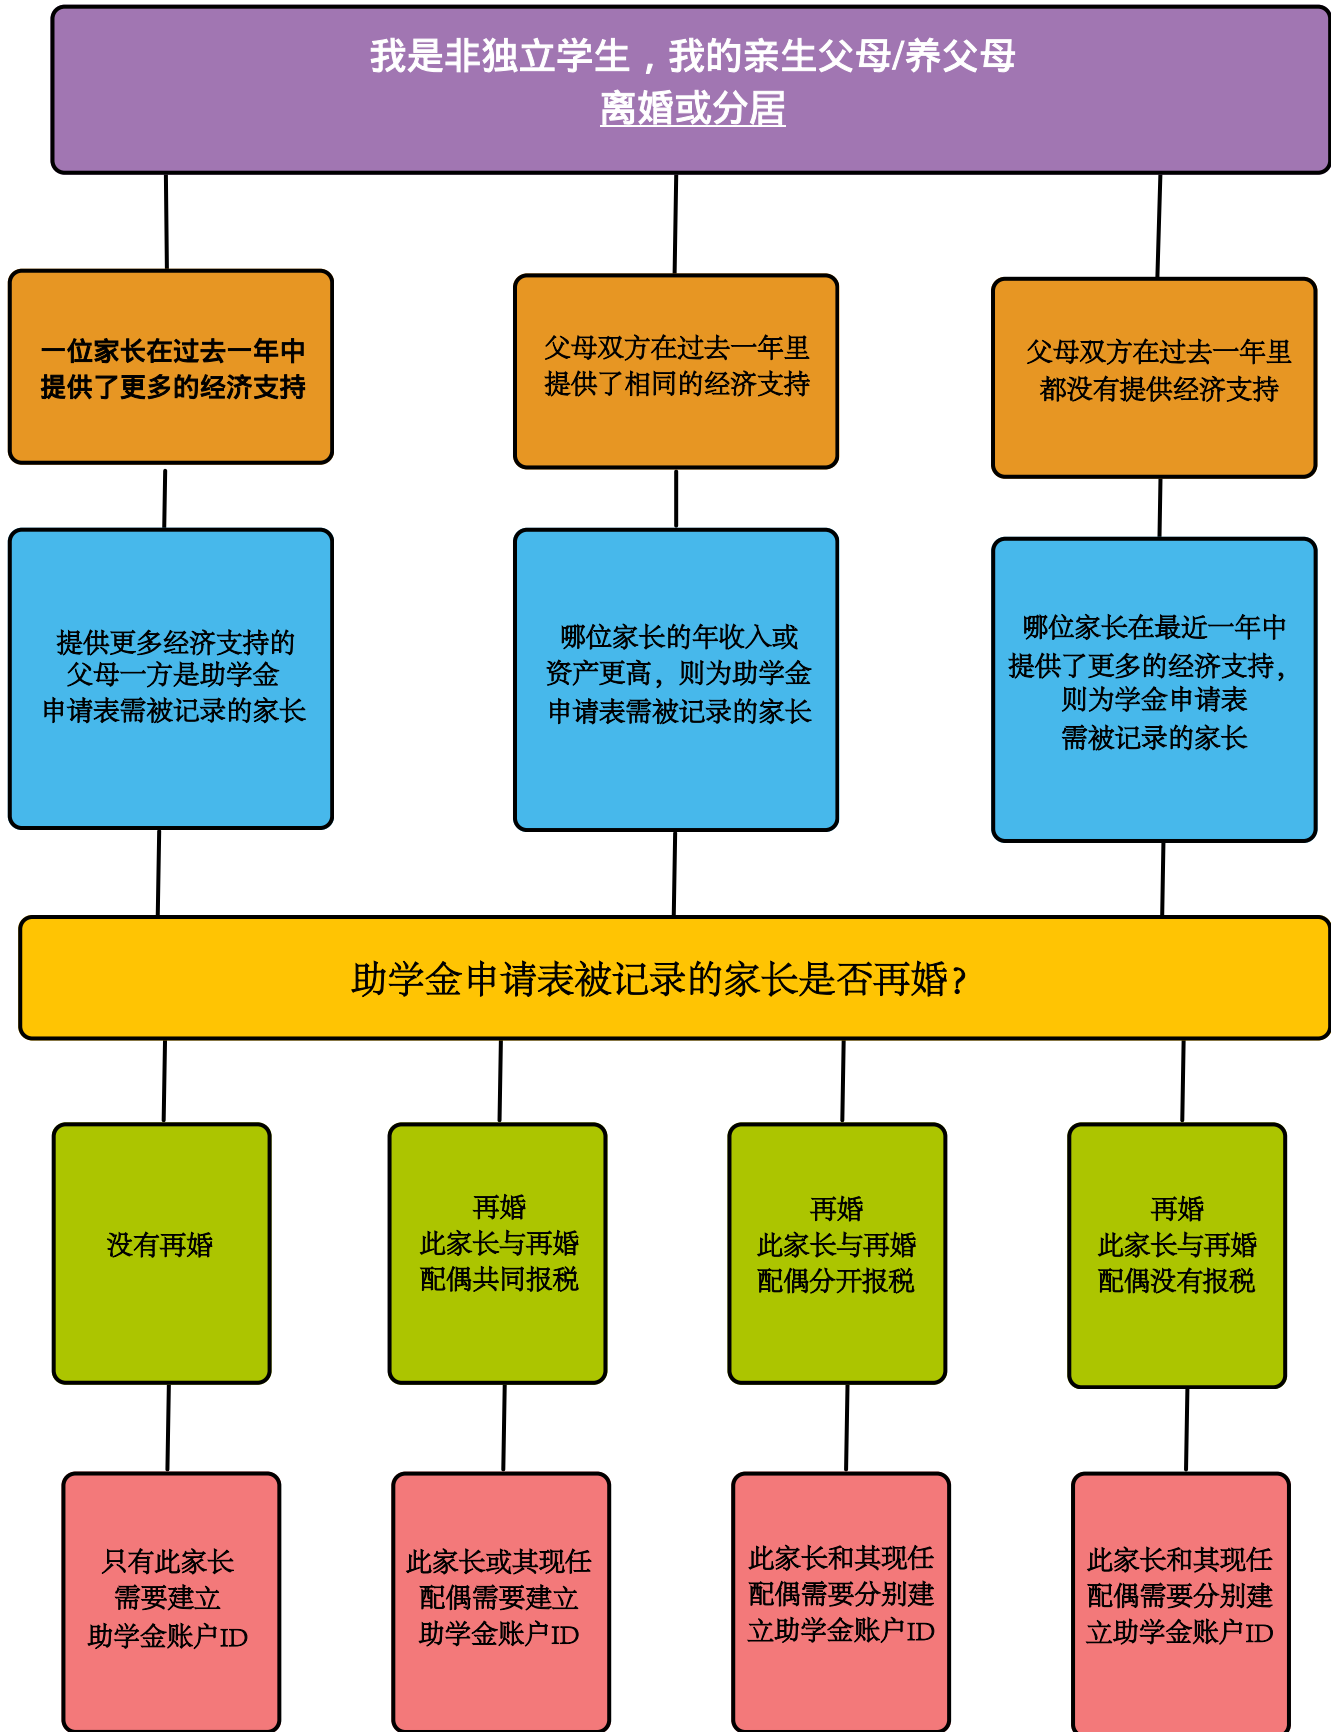 我是非独立学生，我的亲生父母/养父母
离婚或分居
一位家长在过去一年中
提供了更多的经济支持
父母双方在过去一年里
提供了相同的经济支持
父母双方在过去一年里
都没有提供经济支持
提供更多经济支持的
父母一方是助学金
申请表需被记录的家长
哪位家长的年收入或
资产更高，则为助学金
申请表需被记录的家长
哪位家长在最近一年中
提供了更多的经济支持，
则为学金申请表
需被记录的家长
助学金申请表被记录的家长是否再婚？
没有再婚
再婚
此家长与再婚
配偶共同报税
再婚
此家长与再婚
配偶分开报税
再婚
此家长与再婚
配偶没有报税
只有此家长
需要建立
助学金账户ID
此家长或其现任
配偶需要建立
助学金账户ID
此家长和其现任
配偶需要分别建
立助学金账户ID
此家长和其现任
配偶需要分别建
立助学金账户ID